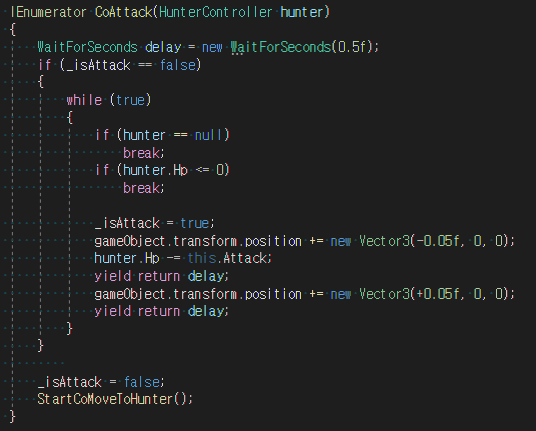 IEnumerator CoAttack(HunterController hunter)
{
    WaitForSeconds delay = new WaitForSeconds(0.5f);
    if (_isAttack == false)
    {
        while (true)
        {
            if (hunter == null)
                break;
            if (hunter.Hp <= 0)
                break;

            _isAttack = true;
            gameObject.transform.position += new Vector3(-0.05f, 0, 0);
            hunter.Hp -= this.Attack;
            yield return delay;
            gameObject.transform.position += new Vector3(+0.05f, 0, 0);
            yield return delay;
        }
    }

    _isAttack = false;
    StartCoMoveToHunter();
}